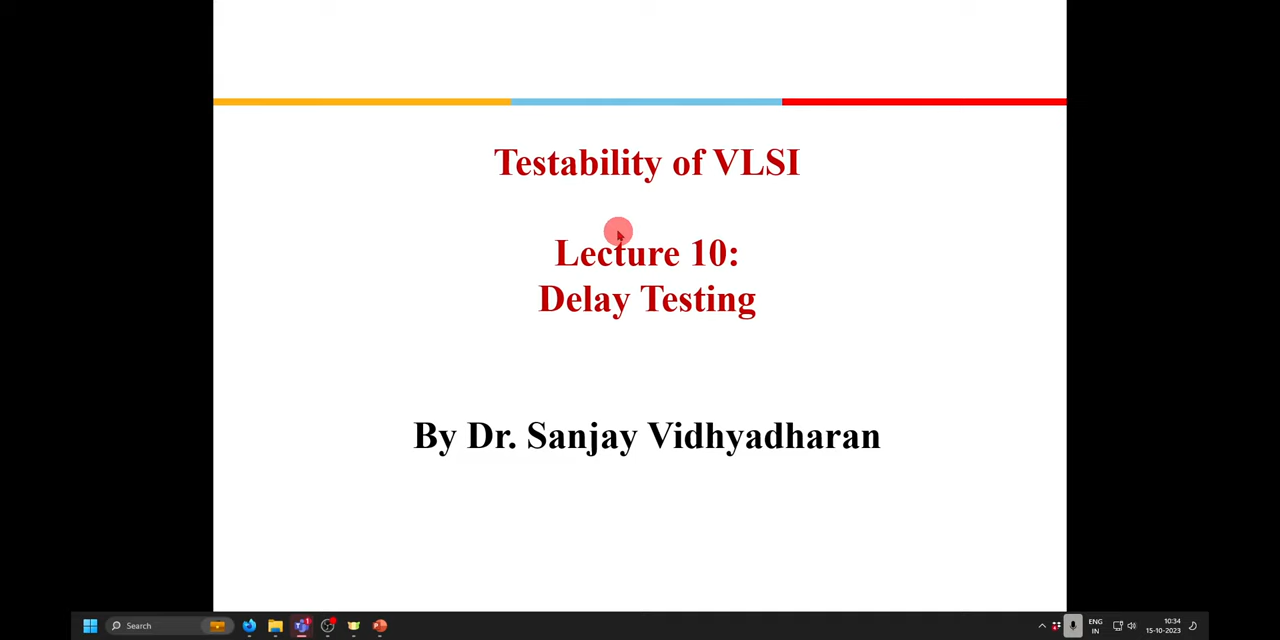 Testability of VLSI
Lecture 10:
Delay Testing
By Dr. Sanjay Vidhyadharan
Search
ENG
IN
10:34
15-10-2023